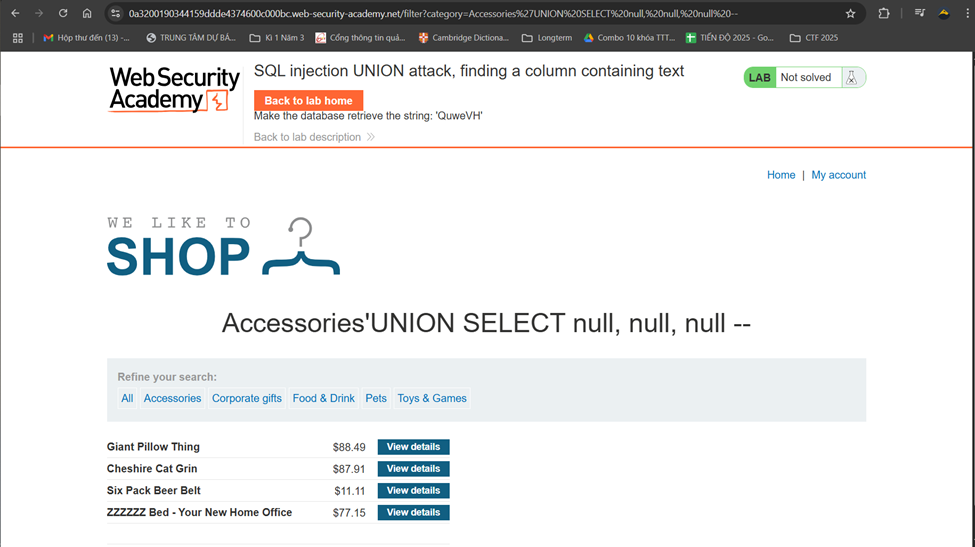 0a3200190344159ddde4374600c000bc.web-security-academy.net/filter?category=Accessories%27UNION%20SELECT%20null,%20null,%20null%20--
Hộp thư đến (13) -... TRUNG TÂM DỰ BÁ... Kì 1 Năm 3 Cổng thông tin quả... Cambridge Dictiona... Longterm Combo 10 khóa TTT... TIẾN ĐỘ 2025 - Go... CTF 2025
WebSecurity
Academy
SQL injection UNION attack, finding a column containing text
LAB Not solved
Back to lab home
Make the database retrieve the string: 'QuweVH'
Back to lab description
Home | My account
WE LIKE TO
SHOP
Accessories'UNION SELECT null, null, null --
Refine your search:
All Accessories Corporate gifts Food & Drink Pets Toys & Games
Giant Pillow Thing $88.49 View details
Cheshire Cat Grin $87.91 View details
Six Pack Beer Belt $11.11 View details
ZZZZZZ Bed - Your New Home Office $77.15 View details